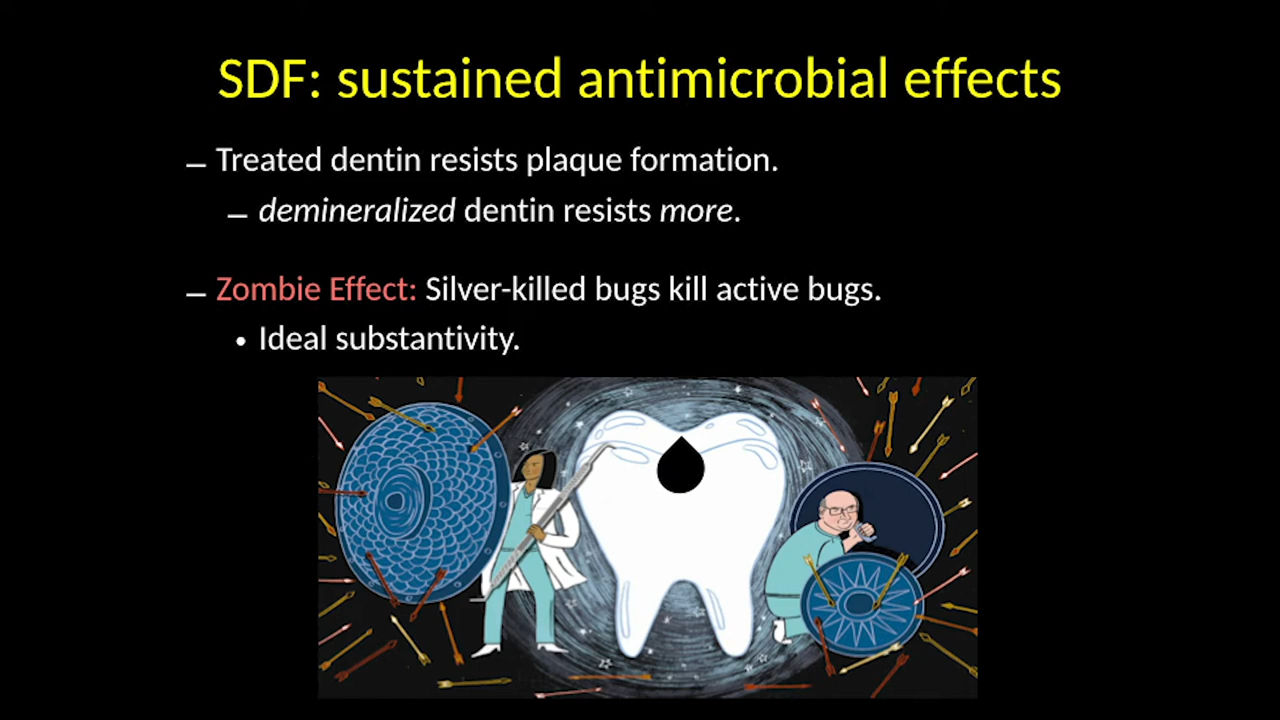 SDF: sustained antimicrobial effects
– Treated dentin resists plaque formation.
– demineralized dentin resists more.
– Zombie Effect: Silver-killed bugs kill active bugs.
• Ideal substantivity.